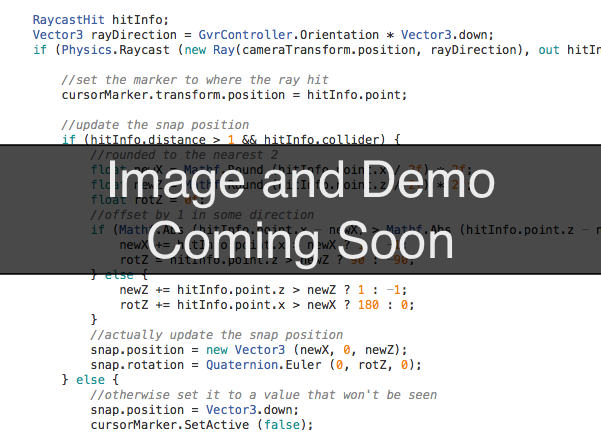 RaycastHit hitInfo;
Vector3 rayDirection = GvrController.Orientation * Vector3.down;
if (Physics.Raycast (new Ray(cameraTransform.position, rayDirection), out hitIn
//set the marker to where the ray hit
cursorMarker.transform.position = hitInfo.point;
//update the snap position
if (hitInfo.distance > 1 && hitInfo.collider) {
//rounded to the nearest 2
Image and Demo
float rotZ
//offset by 1 in some direction
if (Mathf.Abs (hitInfo.point.x - newX) > Mathf.Abs (hitInfo.point.z - n
Coming Soon
rotZ = hitInfo.point.z > newZ ? 90 : -90;
} else {
newZ += hitInfo.point.z > newZ ? 1 : -1;
rotZ += hitInfo.point.x > newX ? 180 : 0;
}
//actually update the snap position
snap.position = new Vector3 (newX, 0, newZ);
snap.rotation = Quaternion.Euler (0, rotZ, 0);
} else {
//otherwise set it to a value that won't be seen
snap.position = Vector3.down;
cursorMarker.SetActive (false);